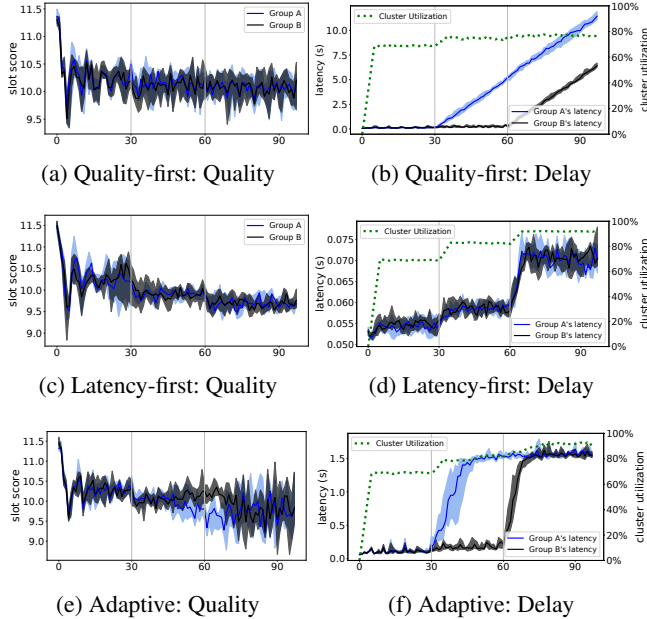 11.5
11.0
10.5
10.0
9.5
slot score
Group A
Group B
0 30 60 90
(a) Quality-first: Quality
10.0
7.5
5.0
2.5
0.0
latency (s)
Cluster Utilization
Group A's latency
Group B's latency
100%
80%
60%
40%
20%
0%
cluster utilization
0 30 60 90
(b) Quality-first: Delay
11.5
11.0
10.5
10.0
9.5
9.0
slot score
Group A
Group B
0 30 60 90
(c) Latency-first: Quality
0.075
0.070
0.065
0.060
0.055
0.050
latency (s)
Cluster Utilization
Group A's latency
Group B's latency
100%
80%
60%
40%
20%
0%
cluster utilization
0 30 60 90
(d) Latency-first: Delay
11.5
11.0
10.5
10.0
9.5
9.0
slot score
0 30 60 90
(e) Adaptive: Quality
1.5
1.0
0.5
0.0
latency (s)
Cluster Utilization
Group A's latency
Group B's latency
100%
80%
60%
40%
20%
0%
cluster utilization
0 30 60 90
(f) Adaptive: Delay